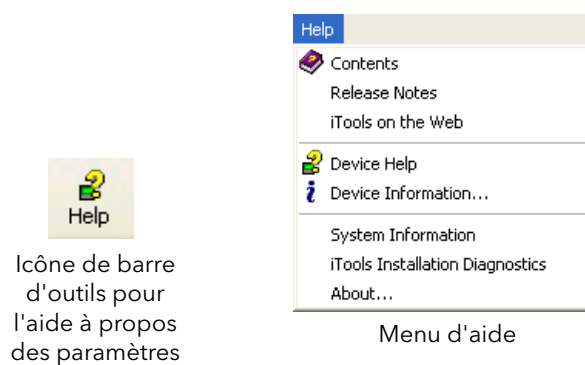 Help
Icône de barre
d'outils pour
l'aide à propos
des paramètres
Help
Contents
Release Notes
iTools on the Web
Device Help
Device Information...
System Information
iTools Installation Diagnostics
About...
Menu d'aide